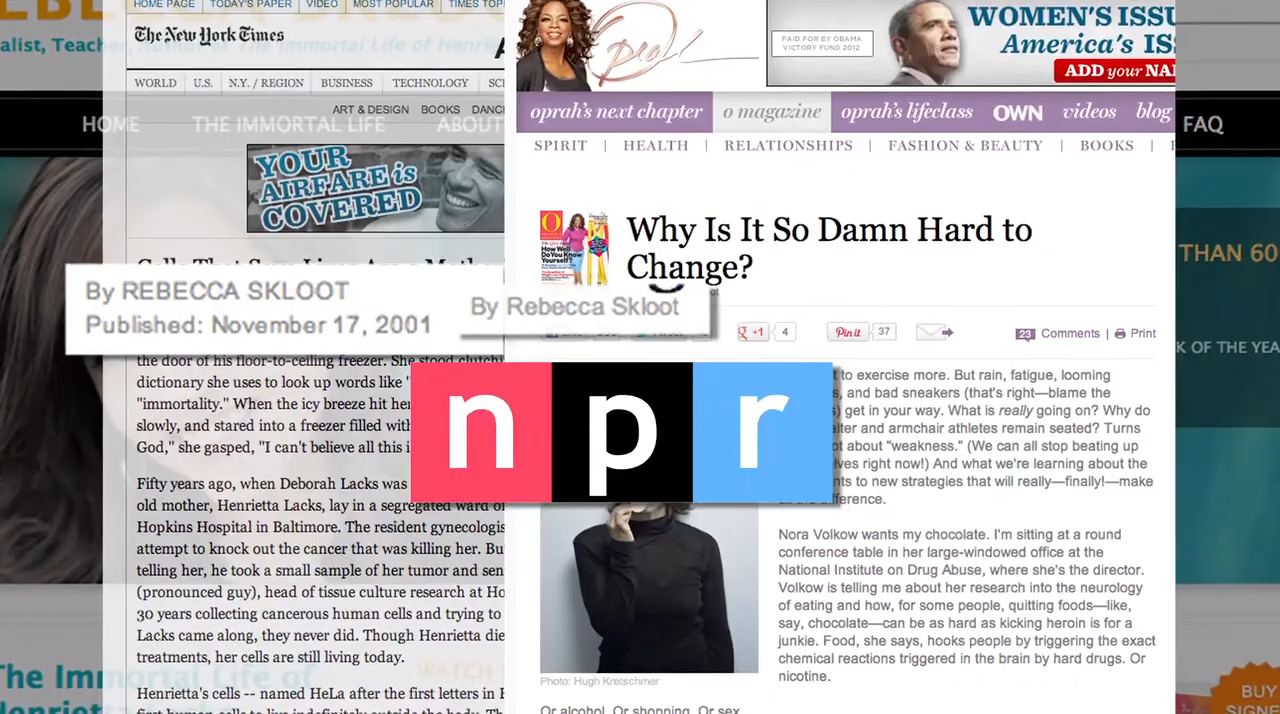 HOME PAGE TODAY'S PAPER VIDEO MOST POPULAR TIMES TOP
The New York Times
WORLD U.S. N.Y. / REGION BUSINESS TECHNOLOGY
ART & DESIGN BOOKS
HOME THE IMMORTAL LIFE ABOUT
YOUR
AIRFARE is
COVERED
By REBECCA SKLOOT
Published: November 17, 2001
the door of his floor-to-ceiling freezer. She stood
dictionary she uses to look up words like
"immortality." When the icy breeze hit
slowly, and stared into a freezer filled with
God," she gasped, "I can't believe all this
Fifty years ago, when Deborah Lacks was
old mother, Henrietta Lacks, lay in a segregated ward
Hopkins Hospital in Baltimore. The resident
attempt to knock out the cancer that was killing her.
telling her, he took a small sample of her tumor and
(pronounced guy), head of tissue culture research at
30 years collecting cancerous human cells and trying to
Lacks came along, they never did. Though Henrietta
treatments, her cells are still living today.
Henrietta's cells -- named HeLa after the first letters in
Oprah
PAID FOR BY OBAMA
VICTORY FUND 2012
WOMEN'S
America's
ADD your
oprah's next chapter o magazine oprah's lifeclass OWN videos blog
SPIRIT | HEALTH | RELATIONSHIPS | FASHION & BEAUTY | BOOKS |
Why Is It So Damn Hard to
Change?
By Rebecca Skloot
g +1 4 Pin it 37
23 Comments | Print
npr
to exercise more. But rain, fatigue, looming
and bad sneakers (that's right—blame the
get in your way. What is really going on? Why do
and armchair athletes remain seated? Turns
about "weakness." (We can all stop beating up
right now!) And what we're learning about the
to new strategies that will really—finally!—make
Nora Volkow wants my chocolate. I'm sitting at a round
conference table in her large-windowed office at the
National Institute on Drug Abuse, where she's the director.
Volkow is telling me about her research into the neurology
of eating and how, for some people, quitting foods—like,
say, chocolate—can be as hard as kicking heroin is for a
junkie. Food, she says, hooks people by triggering the exact
chemical reactions triggered in the brain by hard drugs. Or
nicotine.
Photo: Hugh Kretschmer
Or alcohol. Or shopping. Or sex.
FAQ
THAN 60
K OF THE YEA
The Immortal Life of
BUY